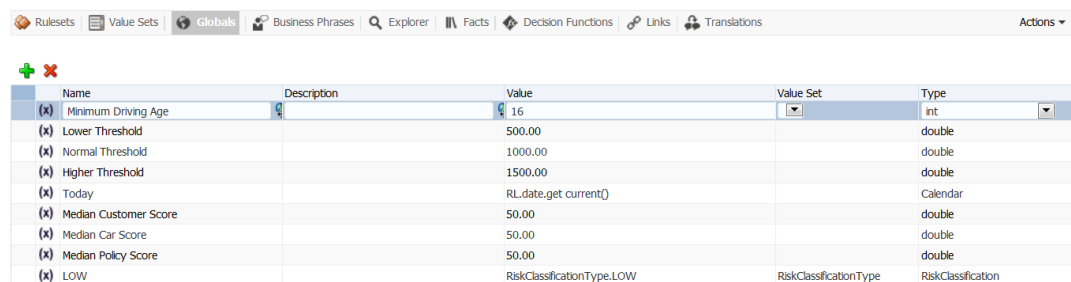 Rulesets Value Sets Globals Business Phrases Explorer Facts Decision Functions Links Translations Actions
Name Description Value Value Set Type
(x) Minimum Driving Age 16 int
(x) Lower Threshold 500.00 double
(x) Normal Threshold 1000.00 double
(x) Higher Threshold 1500.00 double
(x) Today RL.date.get current() Calendar
(x) Median Customer Score 50.00 double
(x) Median Car Score 50.00 double
(x) Median Policy Score 50.00 double
(x) LOW RiskClassificationType.LOW RiskClassificationType RiskClassification